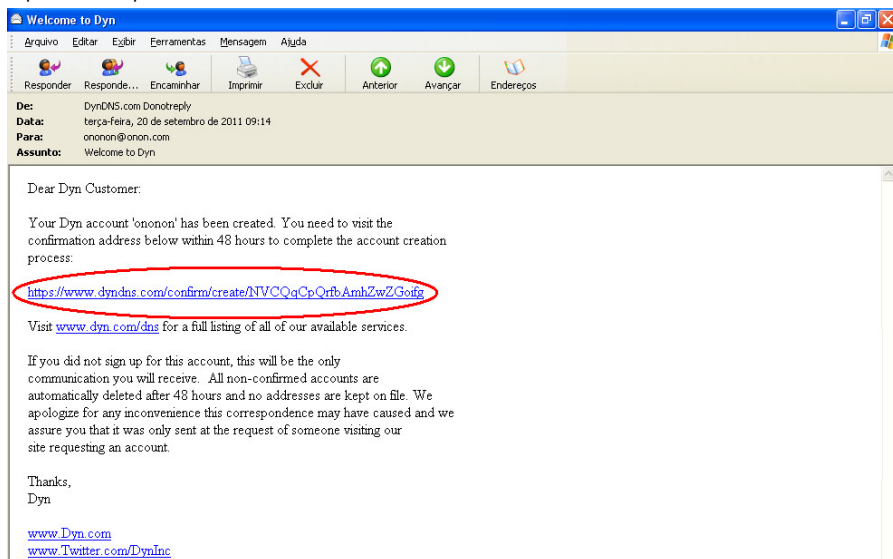 Welcome to Dyn
Arquivo Editar Exibir Ferramentas Mensagem Ajuda
Responder Responde... Encaminhar Imprimir Excluir Anterior Avançar Endereços
De: DynDNS.com Donotreply
Data: terça-feira, 20 de setembro de 2011 09:14
Para: ononon@onon.com
Assunto: Welcome to Dyn
Dear Dyn Customer:
Your Dyn account 'ononon' has been created. You need to visit the
confirmation address below within 48 hours to complete the account creation
process:
https://www.dyndns.com/confirm/create/NVCQqCpQrfbAmhZwZGoifg
Visit www.dyn.com/dns for a full listing of all of our available services.
If you did not sign up for this account, this will be the only
communication you will receive. All non-confirmed accounts are
automatically deleted after 48 hours and no addresses are kept on file. We
apologize for any inconvenience this correspondence may have caused and we
assure you that it was only sent at the request of someone visiting our
site requesting an account.
Thanks,
Dyn
www.Dyn.com
www.Twitter.com/DynInc